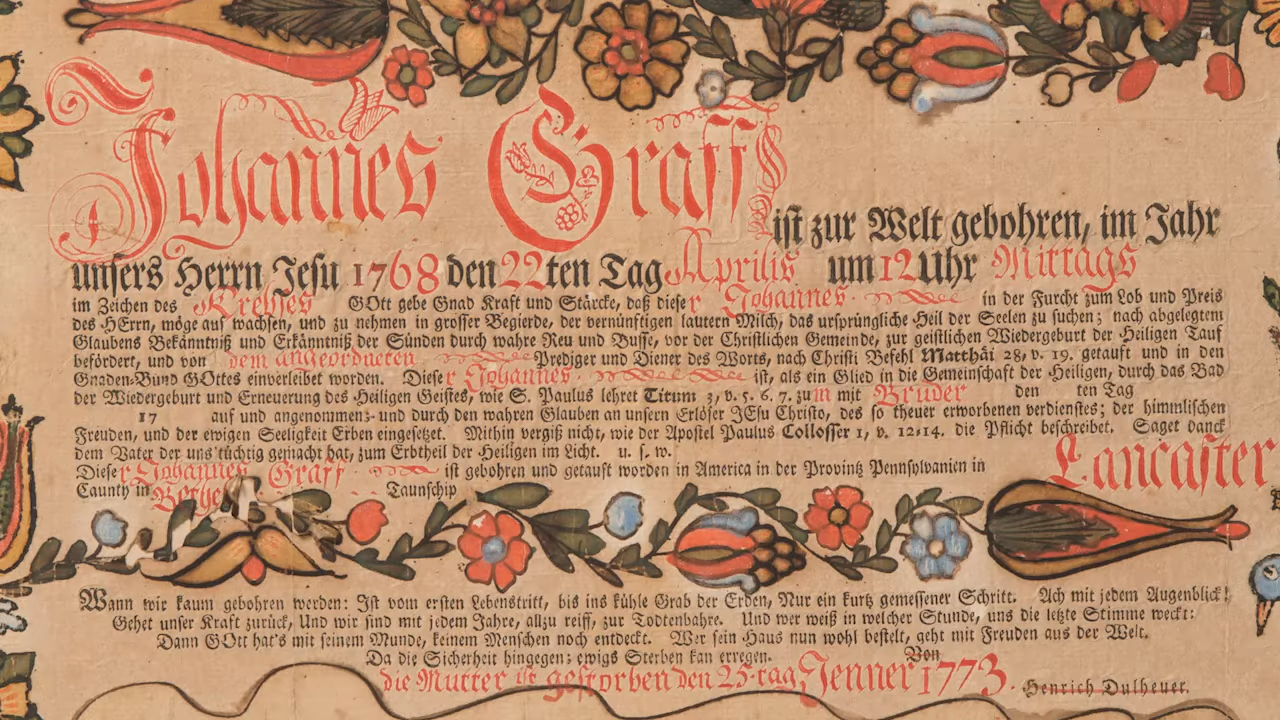 Johannes Graff
ist zur Welt gebohren, im Jahr
unsers Herrn Jesu 1768 den 22ten Tag Aprilis um 12 Uhr Mittags
im Zeichen des Krebses GOtt gebe Gnad Kraft und Stärcke, daß dieser Johannes in der Furcht zum Lob und Preis
des HErrn, möge auf wachsen, und zu nehmen in grosser Begierde, der vernünftigen lautern Milch, das ursprüngliche Heil der Seelen zu suchen; nach abgelegtem
Glaubens Bekänntniß und Erkänntniß der Sünden durch wahre Reu und Busse, vor der Christlichen Gemeinde, zur geistlichen Wiedergeburt der Heiligen Tauf
befördert, und von dem angeordneten Prediger und Diener des Worts, nach Christi Befehl Matthäi 28, v. 19. getauft und in den
Gnaden-Bund GOttes einverleibet worden. Dieser Johannes ist, als ein Glied in die Gemeinschaft der Heiligen, durch das Bad
der Wiedergeburt und Erneuerung des Heiligen Geistes, wie S. Paulus lehret Titum 3, v. 5. 6. 7. zum mit Bruder den ten Tag
17 auf und angenommen- und durch den wahren Glauben an unsern Erlöser JEsu Christo, des so theuer erworbenen verdienstes; der himmlischen
Freuden, und der ewigen Seeligkeit Erben eingesetzet. Mithin vergiß nicht, wie der Apostel Paulus Collosser 1, v. 12-14. die Pflicht beschreibet. Saget danck
dem Vater der uns tüchtig gemacht hat, zum Erbtheil der Heiligen im Licht. u. s. w.
Dieser Johannes Graff ist gebohren und getauft worden in America in der Provintz Pennsylvanien in Lancaster
Caunty in Taunschip
Wann wir kaum gebohren werden: Ist vom ersten Lebenstritt, bis ins kühle Grab der Erden, Nur ein kurtz gemessener Schritt. Ach mit jedem Augenblick!
Gehet unser Kraft zurück, Und wir sind mit jedem Jahre, allzu reiff, zur Todtenbahre. Und wer weiß in welcher Stunde, uns die letzte Stimme weckt:
Dann GOtt hat's mit seinem Munde, keinem Menschen noch entdeckt. Wer sein Haus nun wohl bestelt, geht mit Freuden aus der Welt.
Da die Sicherheit hingegen; ewigs Sterben kan erregen. Von
die Mutter ist gestorben den 25 tag Jenner 1773. Henrich Dulheuer.